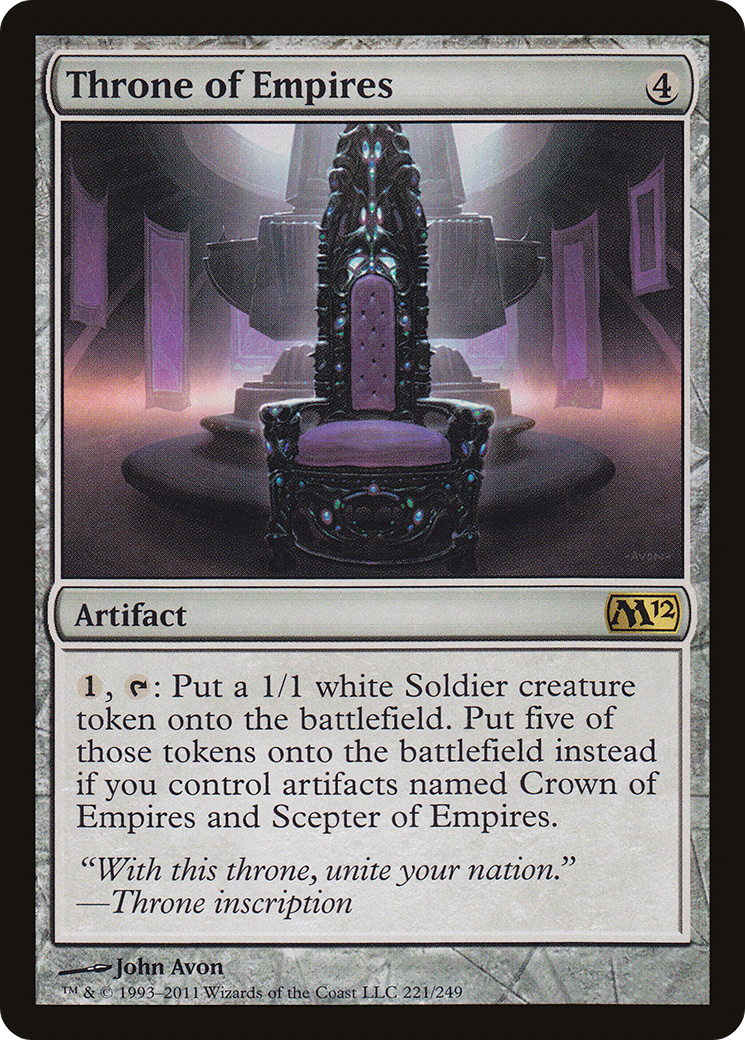 Throne of Empires 4
-AVON-
Artifact M12
1, : Put a 1/1 white Soldier creature
token onto the battlefield. Put five of
those tokens onto the battlefield instead
if you control artifacts named Crown of
Empires and Scepter of Empires.
“With this throne, unite your nation.”
—Throne inscription
John Avon
™ & © 1993–2011 Wizards of the Coast LLC 221/249